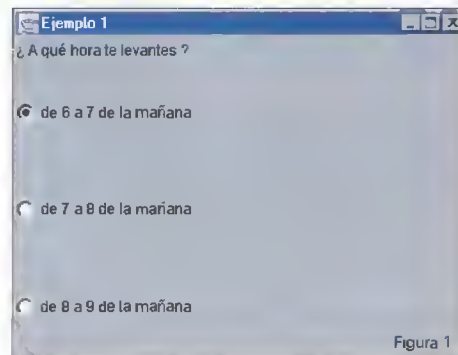 Ejemplo 1
¿ A qué hora te levantes ?
de 6 a 7 de la mañana
de 7 a 8 de la mañana
de 8 a 9 de la mañana
Figura 1